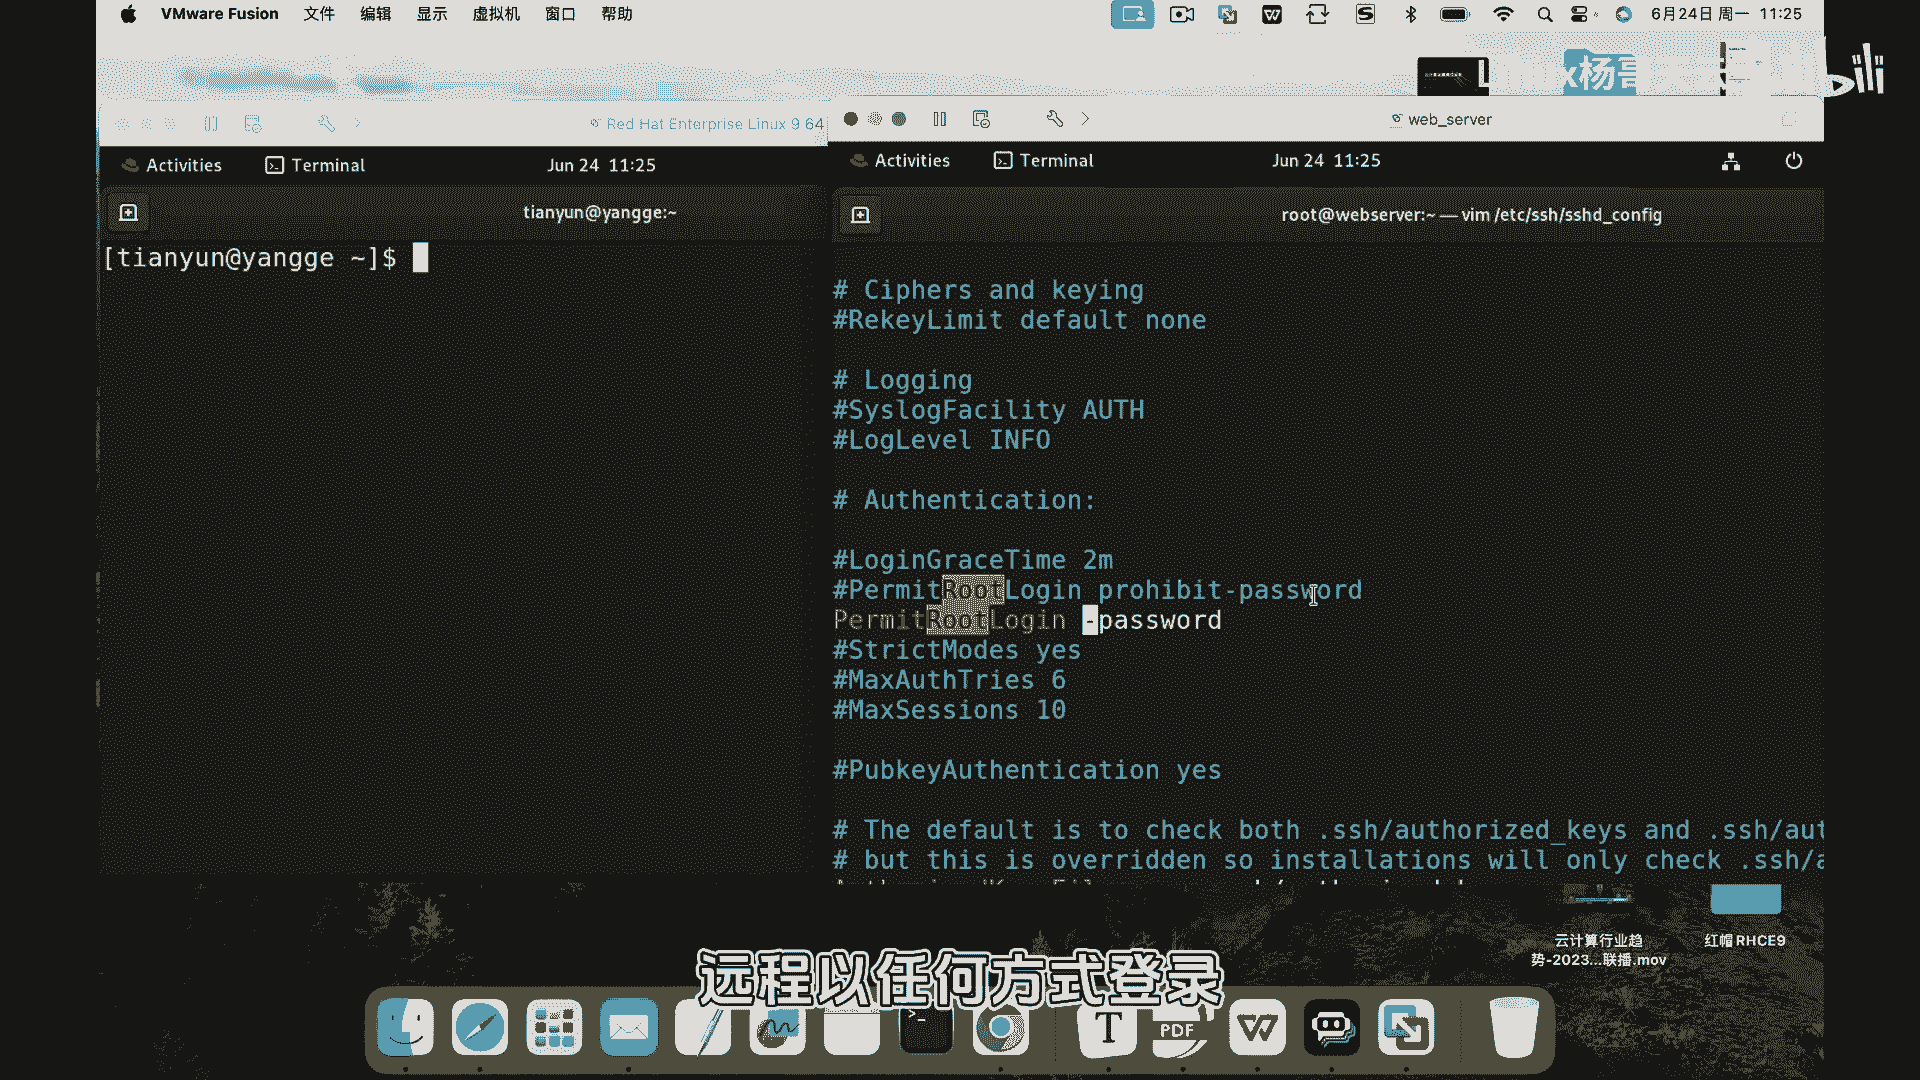 VMware Fusion 文件 编辑 显示 虚拟机 窗口 帮助 6月24日 周一 11:25
x杨哥
bili
Red Hat Enterprise Linux 9 64
web_server
Activities Terminal Jun 24 11:25
Activities Terminal Jun 24 11:25
tianyun@yangge:~
root@webserver:~ — vim /etc/ssh/sshd_config
[tianyun@yangge ~]$
# Ciphers and keying
#RekeyLimit default none
# Logging
#SyslogFacility AUTH
#LogLevel INFO
# Authentication:
#LoginGraceTime 2m
#PermitRootLogin prohibit-password
PermitRootLogin -password
#StrictModes yes
#MaxAuthTries 6
#MaxSessions 10
#PubkeyAuthentication yes
# The default is to check both .ssh/authorized_keys and .ssh/aut
# but this is overridden so installations will only check .ssh/a
云计算行业趋
势-2023...联播.mov
红帽 RHCE9
远程以任何方式登录
PDF